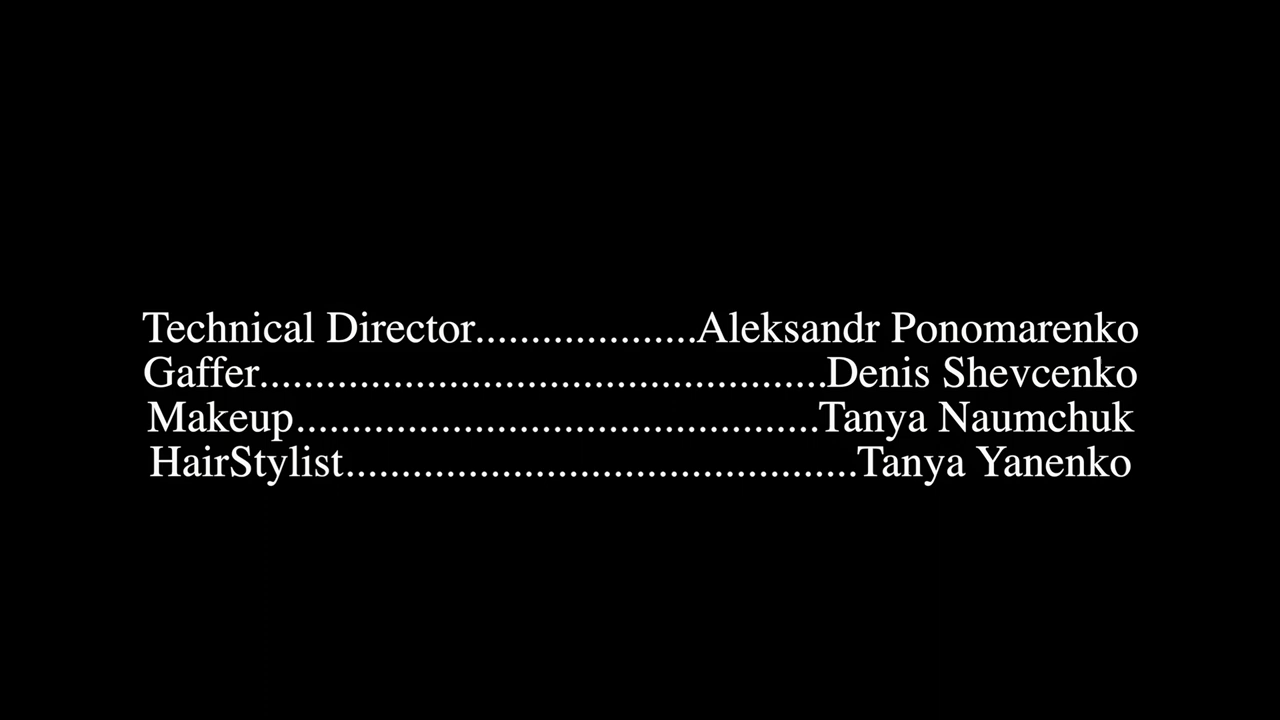 Technical Director....................Aleksandr Ponomarenko
Gaffer...................................................Denis Shevcenko
Makeup...............................................Tanya Naumchuk
HairStylist..............................................Tanya Yanenko